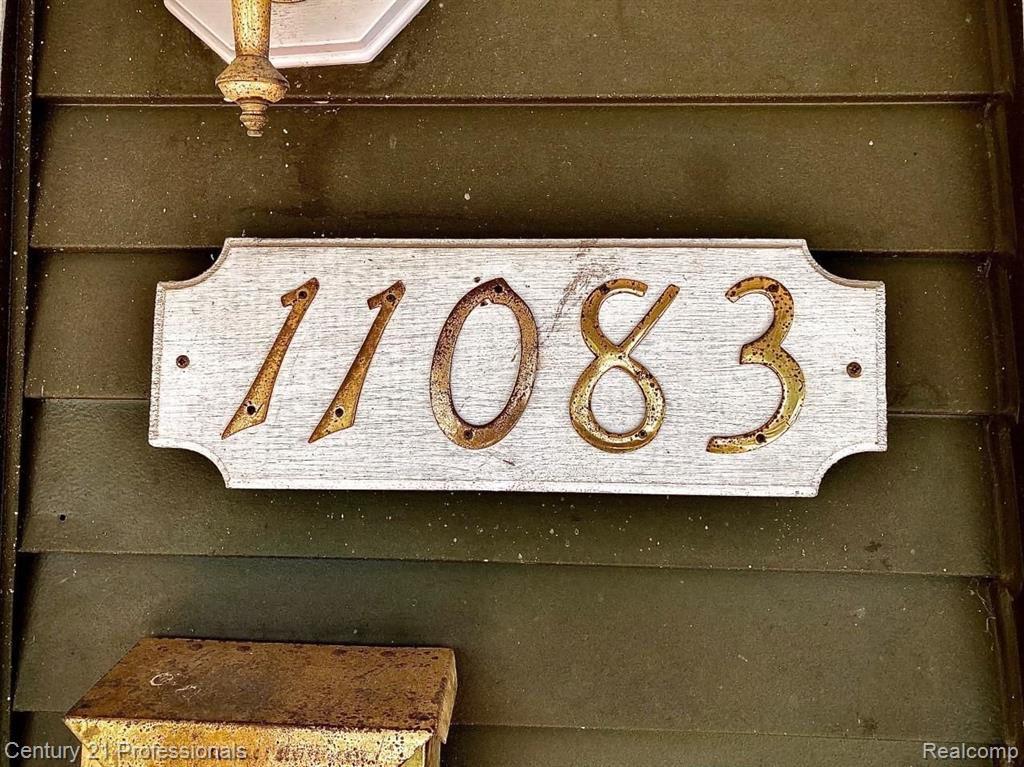 11083
Century 21 Professionals
Realcomp